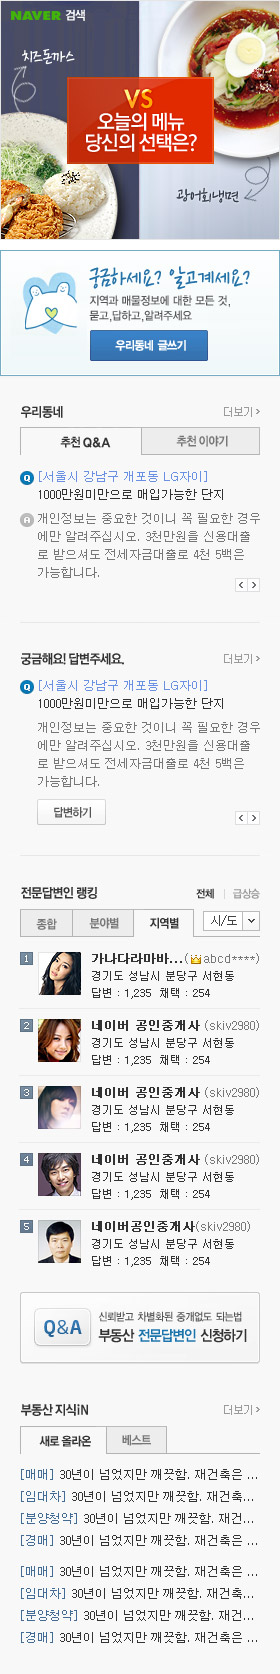 NAVER 검색
치즈돈까스
VS
오늘의 메뉴
당신의 선택은?
광어회냉면
궁금하세요? 알고계세요?
지역과 매물정보에 대한 모든 것,
묻고,답하고,알려주세요
우리동네 글쓰기
우리동네 더보기 >
추천 Q&A 추천 이야기
Q [서울시 강남구 개포동 LG자이]
1000만원미만으로 매입가능한 단지
A 개인정보는 중요한 것이니 꼭 필요한 경우
에만 알려주십시오. 3천만원을 신용대출
로 받으셔도 전세자금대출로 4천 5백은
가능합니다.
< >
궁금해요! 답변주세요. 더보기 >
Q [서울시 강남구 개포동 LG자이]
1000만원미만으로 매입가능한 단지
개인정보는 중요한 것이니 꼭 필요한 경우
에만 알려주십시오. 3천만원을 신용대출
로 받으셔도 전세자금대출로 4천 5백은
가능합니다.
답변하기 < >
전문답변인 랭킹 전체 | 급상승
종합 분야별 지역별 시/도
1 가나다라마바...(abcd****)
경기도 성남시 분당구 서현동
답변 : 1,235 채택 : 254
2 네이버 공인중개사 (skiv2980)
경기도 성남시 분당구 서현동
답변 : 1,235 채택 : 254
3 네이버 공인중개사 (skiv2980)
경기도 성남시 분당구 서현동
답변 : 1,235 채택 : 254
4 네이버 공인중개사 (skiv2980)
경기도 성남시 분당구 서현동
답변 : 1,235 채택 : 254
5 네이버공인중개사(skiv2980)
경기도 성남시 분당구 서현동
답변 : 1,235 채택 : 254
Q&A 신뢰받고 차별화된 중개업도 되는법
부동산 전문답변인 신청하기
부동산 지식iN 더보기 >
새로 올라온 베스트
[매매] 30년이 넘었지만 깨끗함. 재건축은 ...
[임대차] 30년이 넘었지만 깨끗함. 재건축...
[분양청약] 30년이 넘었지만 깨끗함. 재건...
[경매] 30년이 넘었지만 깨끗함. 재건축은 ...
[매매] 30년이 넘었지만 깨끗함. 재건축은 ...
[임대차] 30년이 넘었지만 깨끗함. 재건축...
[분양청약] 30년이 넘었지만 깨끗함. 재건...
[경매] 30년이 넘었지만 깨끗함. 재건축은 ...